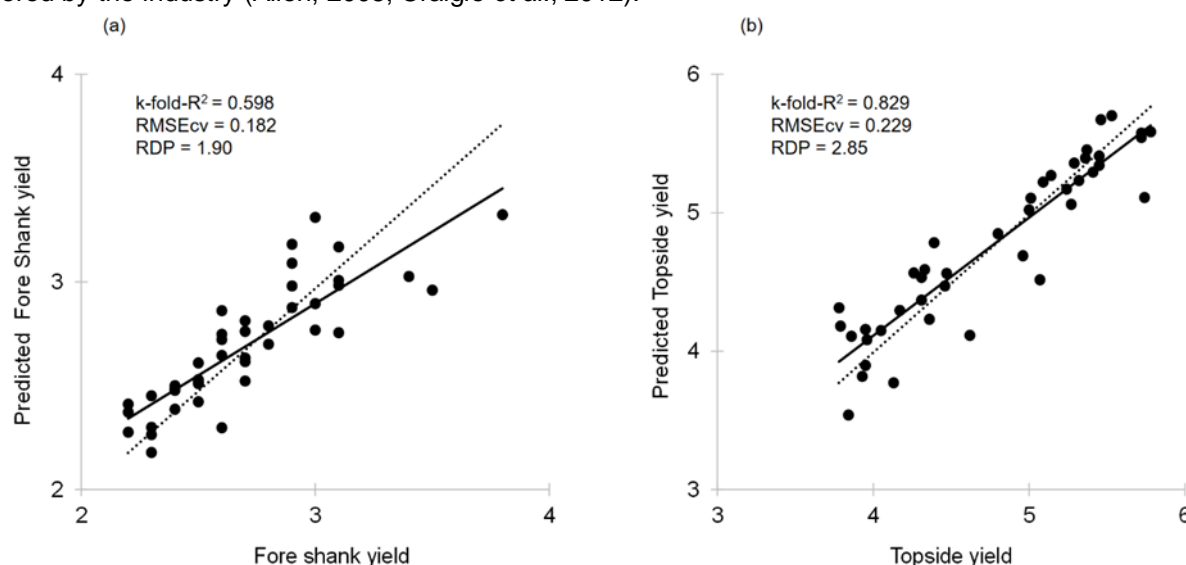 (a)
(b)
4
3
2
2
3
4
k-fold-R² = 0.598
RMSEcv = 0.182
RDP = 1.90
Predicted Fore Shank yield
Fore shank yield
6
5
4
3
3
4
5
6
k-fold-R² = 0.829
RMSEcv = 0.229
RDP = 2.85
Predicted Topside yield
Topside yield